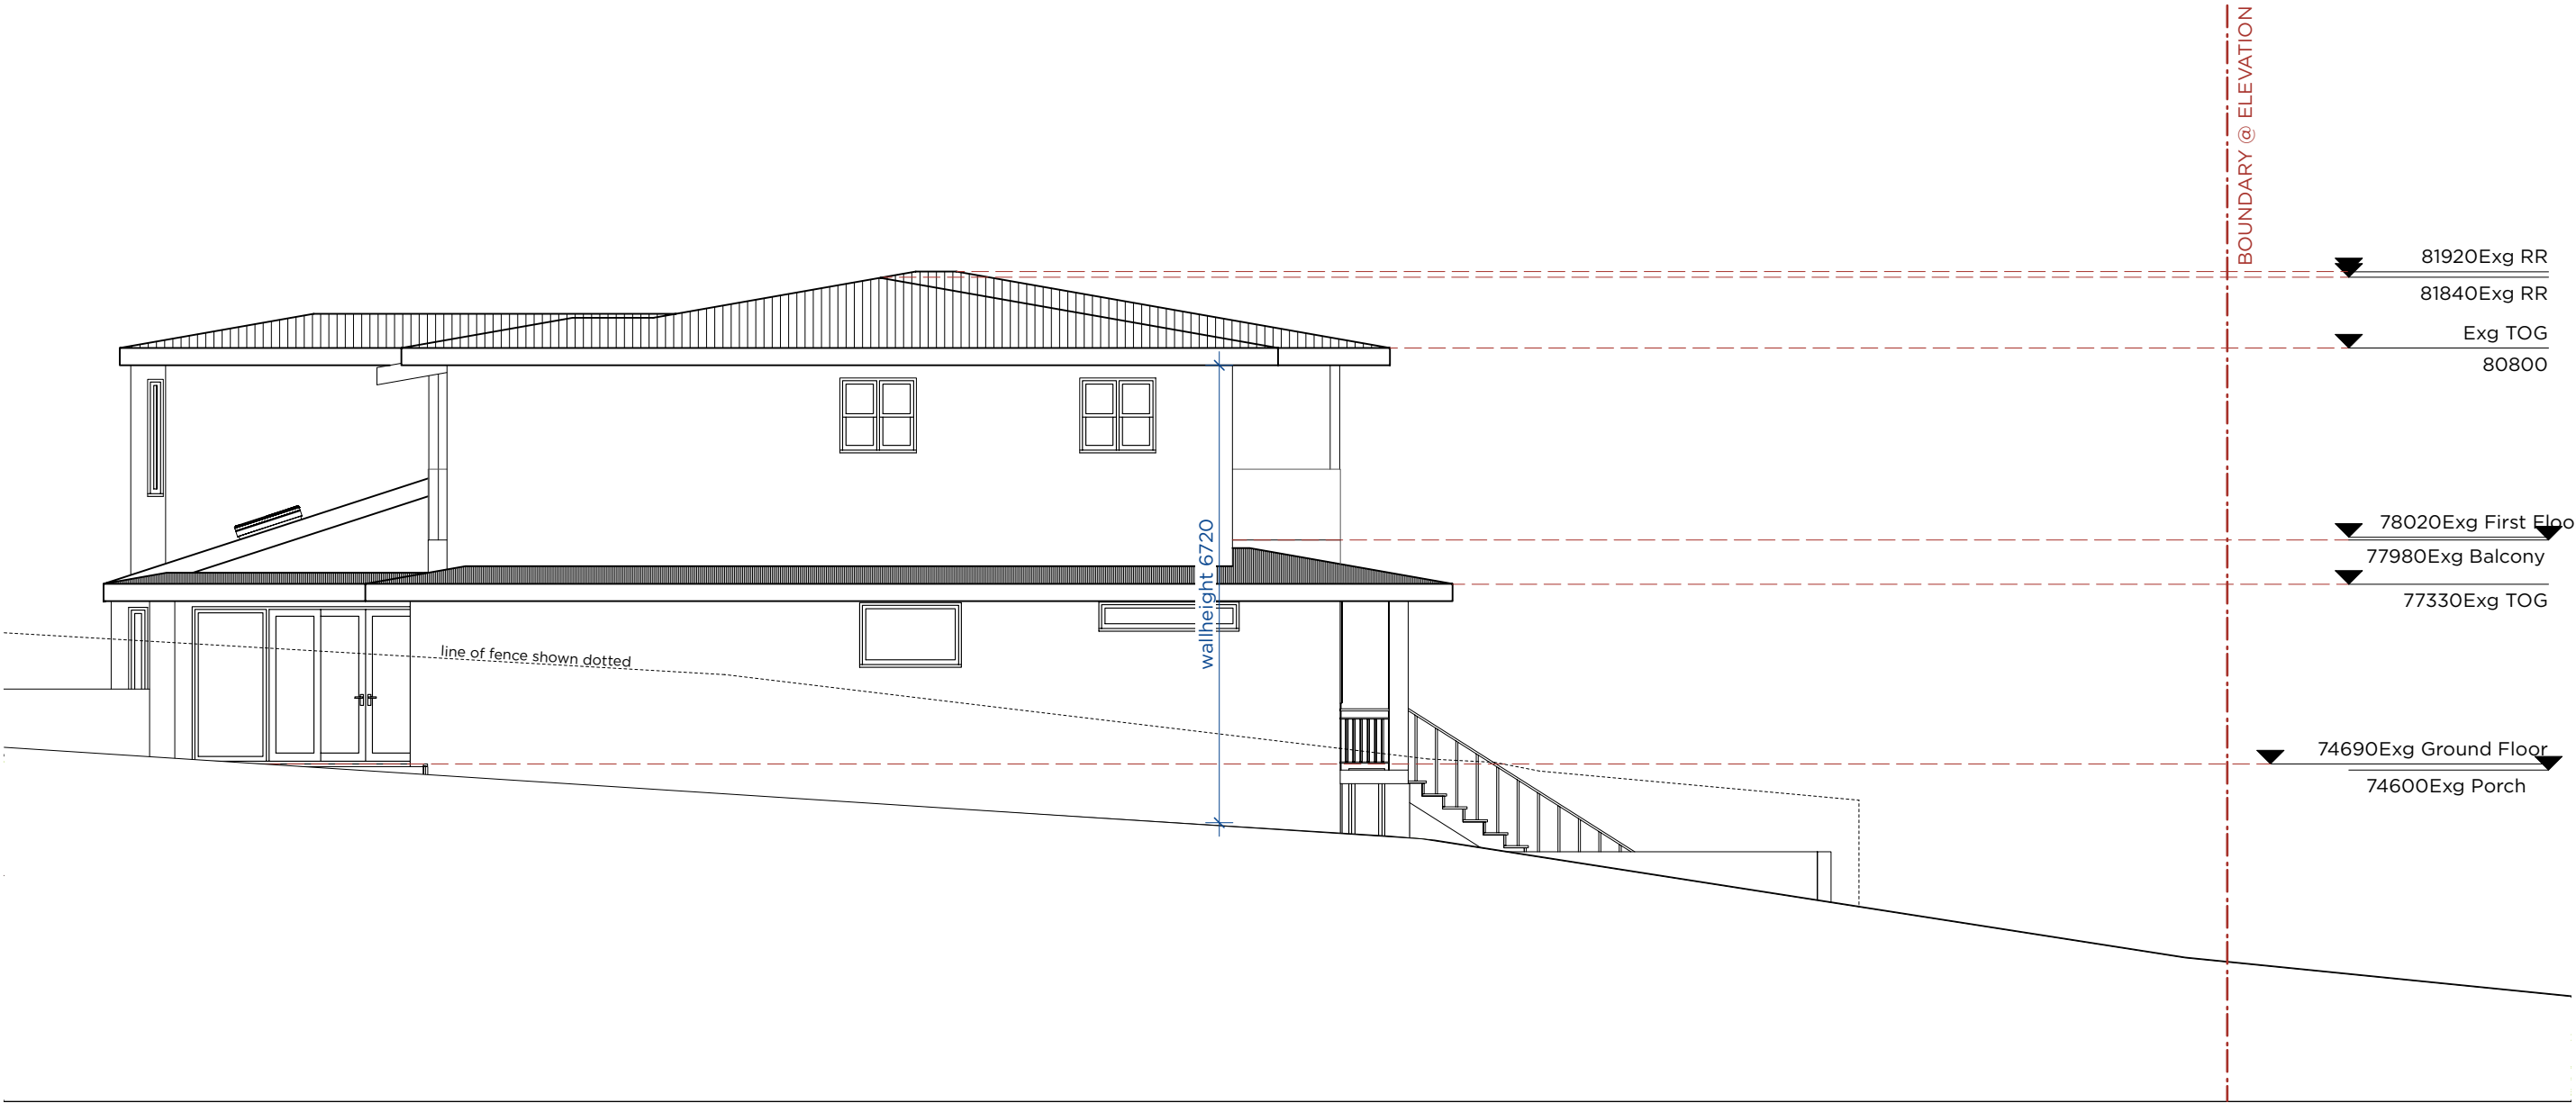 BOUNDARY @ ELEVATION
81920Exg RR
81840Exg RR
Exg TOG
80800
78020Exg First Floo
77980Exg Balcony
77330Exg TOG
wallheight 6720
line of fence shown dotted
74690Exg Ground Floor
74600Exg Porch